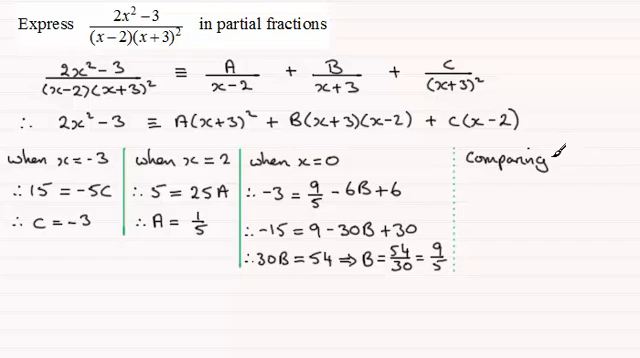 Express (2x² − 3)/((x − 2)(x + 3)²) in partial fractions
(2x² − 3)/((x−2)(x+3)²) ≡ A/(x−2) + B/(x+3) + C/(x+3)²
∴ 2x² − 3 ≡ A(x+3)² + B(x+3)(x−2) + C(x−2)
when x = −3
∴ 15 = −5C
∴ C = −3
when x = 2
∴ 5 = 25A
∴ A = 1/5
when x = 0
∴ −3 = 9/5 − 6B + 6
∴ −15 = 9 − 30B + 30
∴ 30B = 54 ⇒ B = 54/30 = 9/5
Comparing